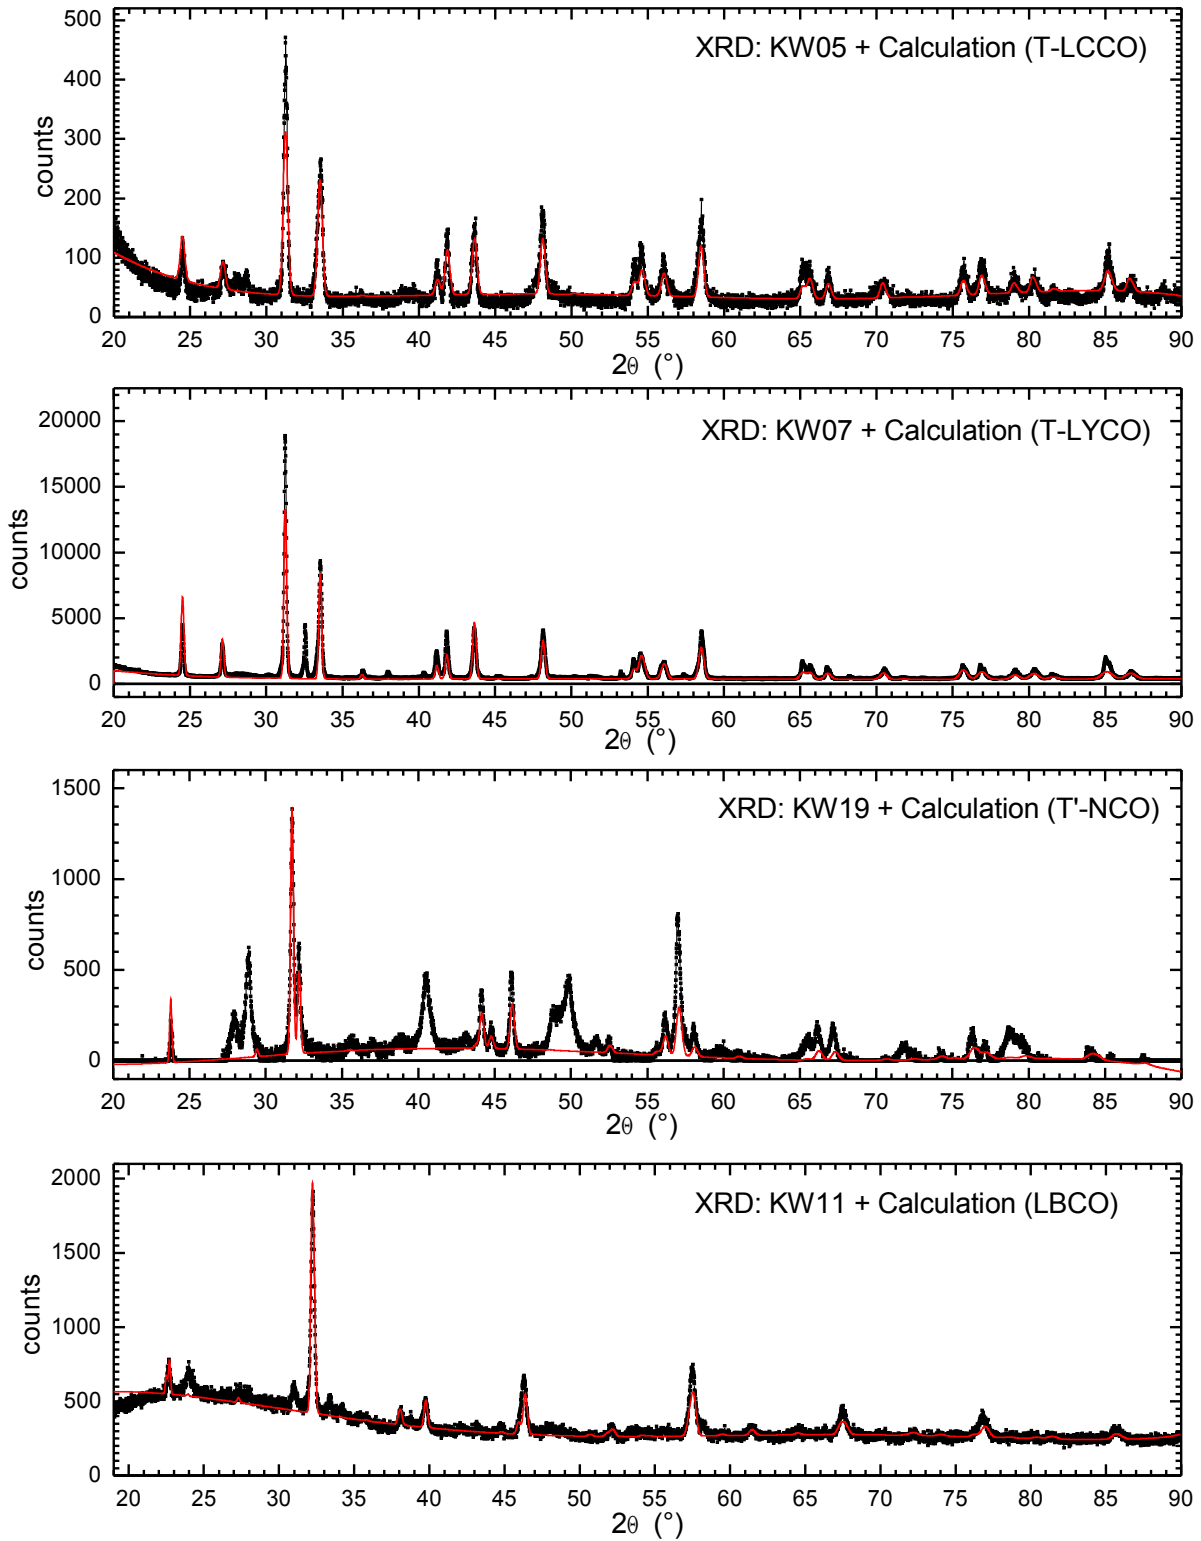 500
400
300
200
100
0
counts
XRD: KW05 + Calculation (T-LCCO)
20 25 30 35 40 45 50 55 60 65 70 75 80 85 90
2θ (°)
20000
15000
10000
5000
0
counts
XRD: KW07 + Calculation (T-LYCO)
20 25 30 35 40 45 50 55 60 65 70 75 80 85 90
2θ (°)
1500
1000
500
0
counts
XRD: KW19 + Calculation (T'-NCO)
20 25 30 35 40 45 50 55 60 65 70 75 80 85 90
2θ (°)
2000
1500
1000
500
0
counts
XRD: KW11 + Calculation (LBCO)
20 25 30 35 40 45 50 55 60 65 70 75 80 85 90
2θ (°)